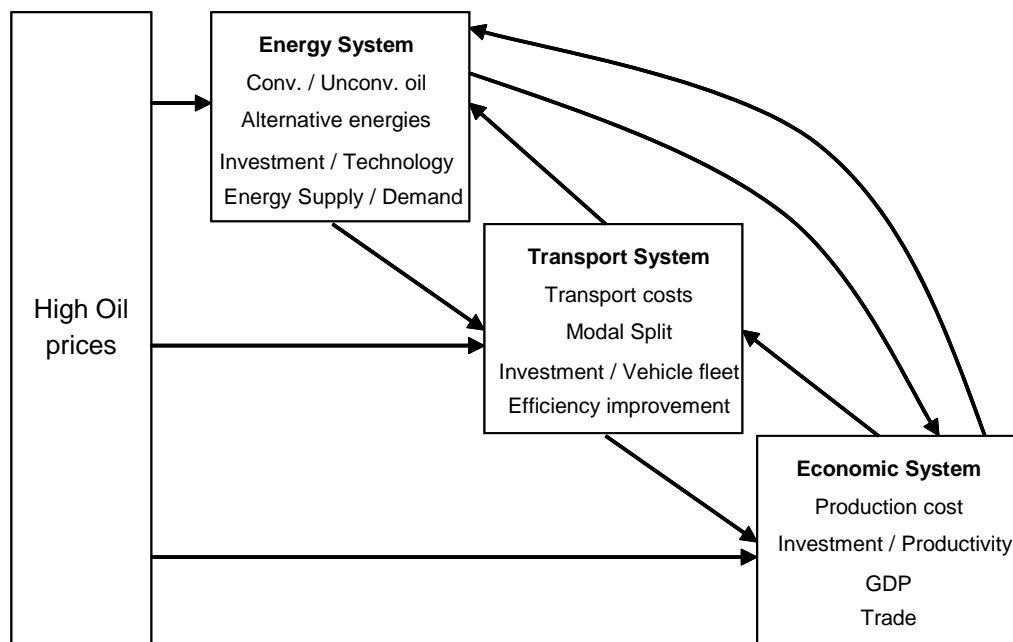 High Oil
prices
Energy System
Conv. / Unconv. oil
Alternative energies
Investment / Technology
Energy Supply / Demand
Transport System
Transport costs
Modal Split
Investment / Vehicle fleet
Efficiency improvement
Economic System
Production cost
Investment / Productivity
GDP
Trade